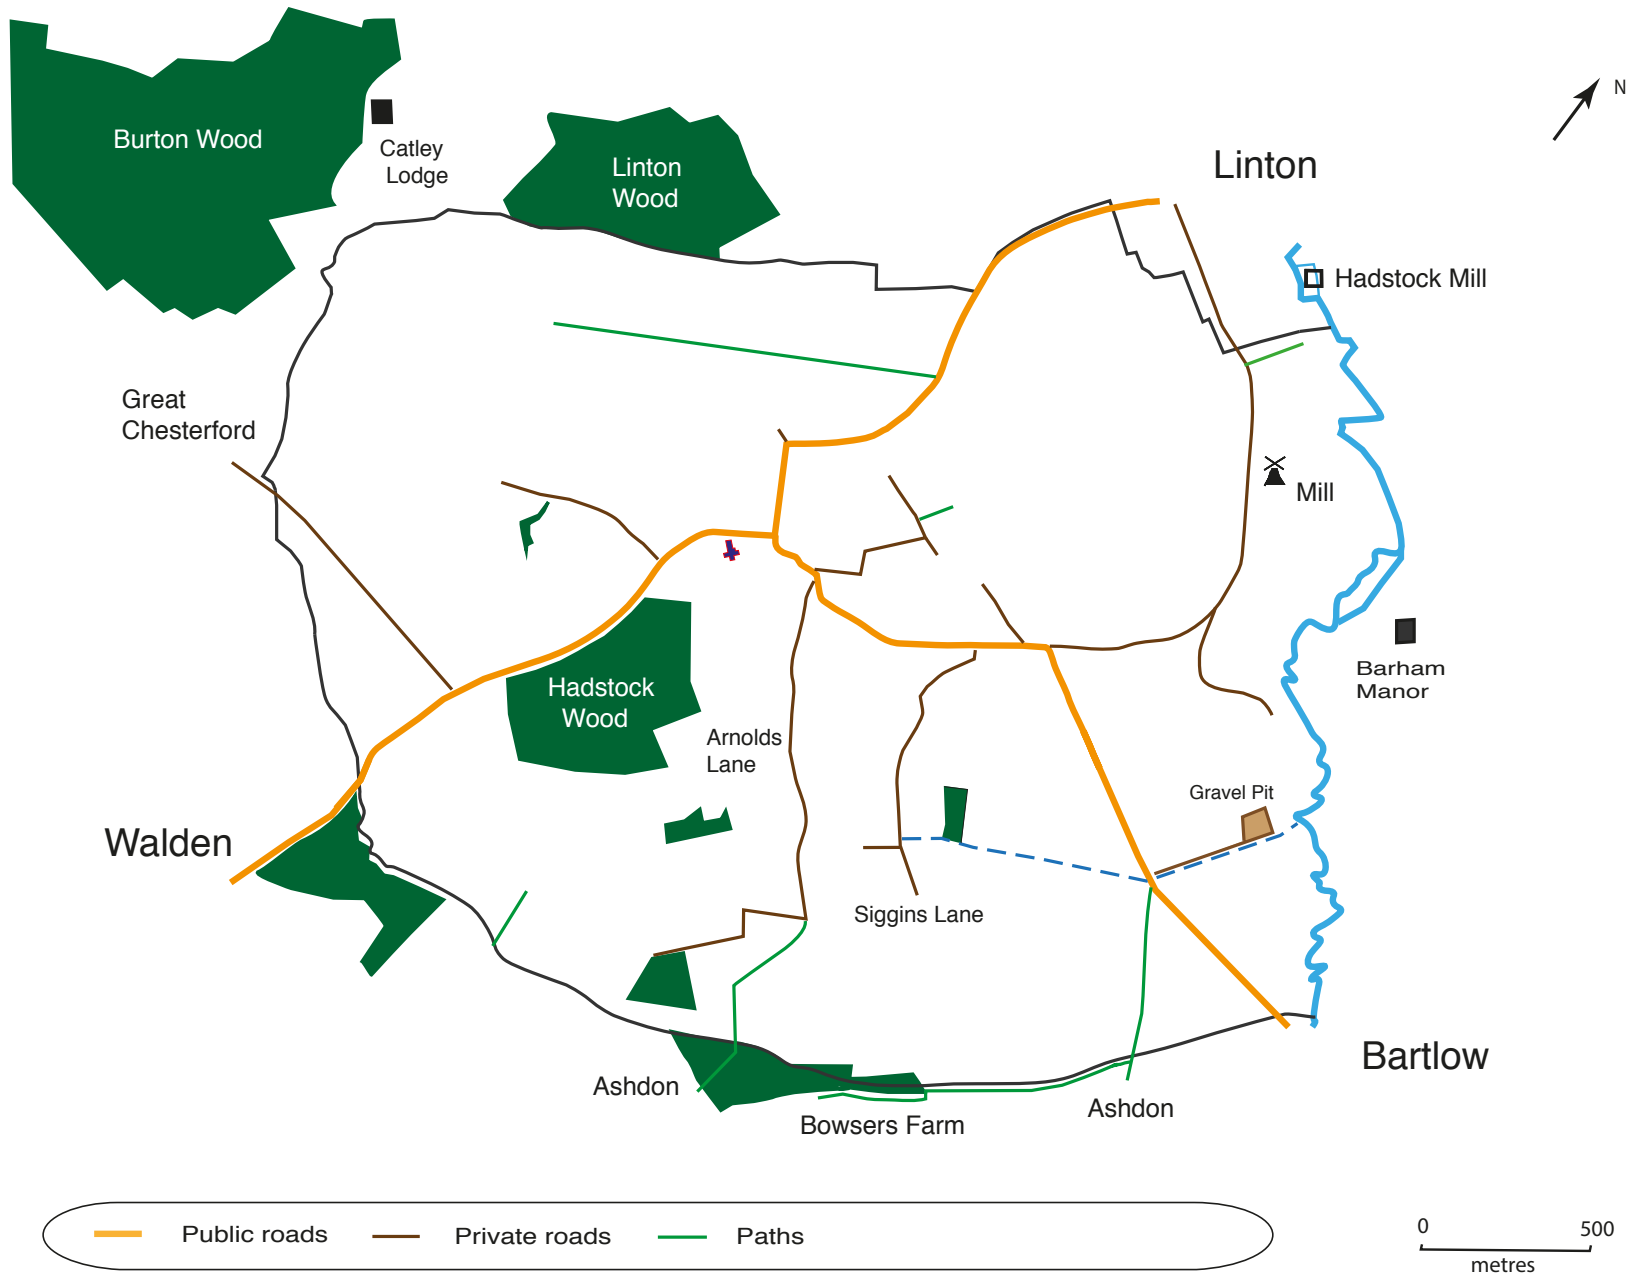 N
Burton Wood
Catley
Lodge
Linton
Wood
Linton
Hadstock Mill
Great
Chesterford
Mill
Barham
Manor
Hadstock
Wood
Arnolds
Lane
Gravel Pit
Walden
Siggins Lane
Bartlow
Ashdon
Ashdon
Bowsers Farm
Public roads
Private roads
Paths
0 500
metres